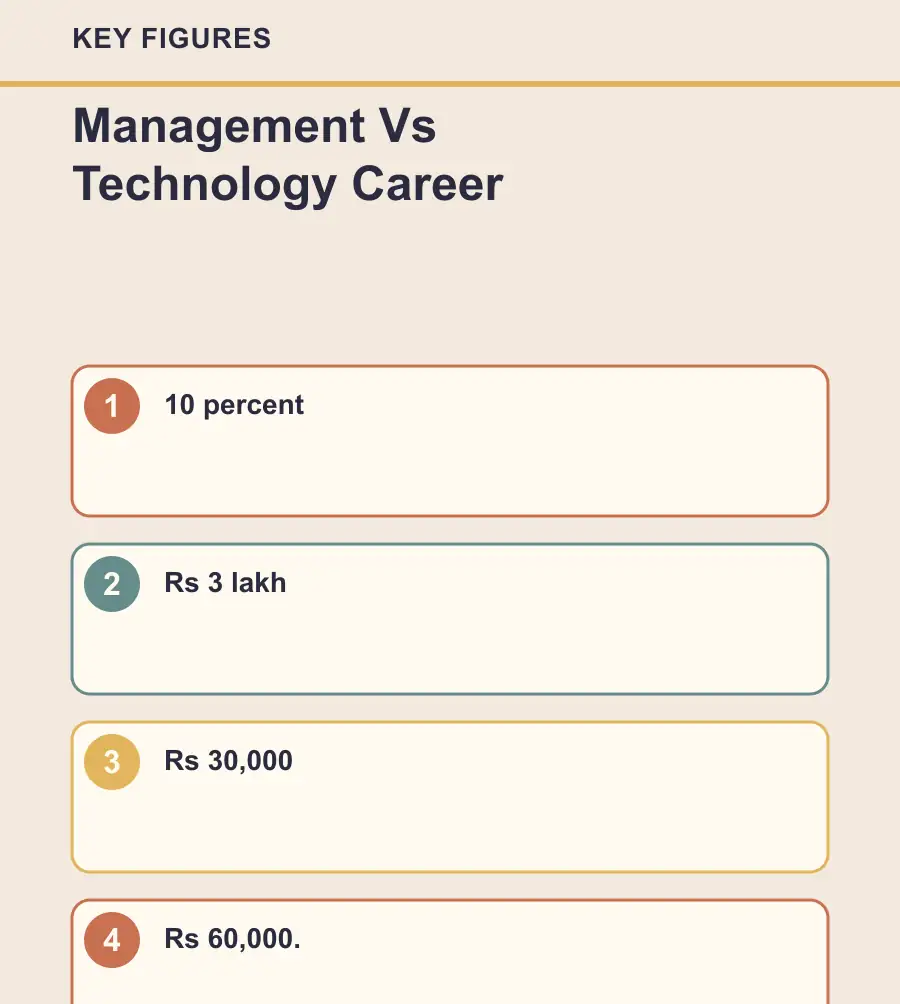 KEY FIGURES
Management Vs
Technology Career
1
10 percent
2
Rs 3 lakh
3
Rs 30,000
4
Rs 60,000.